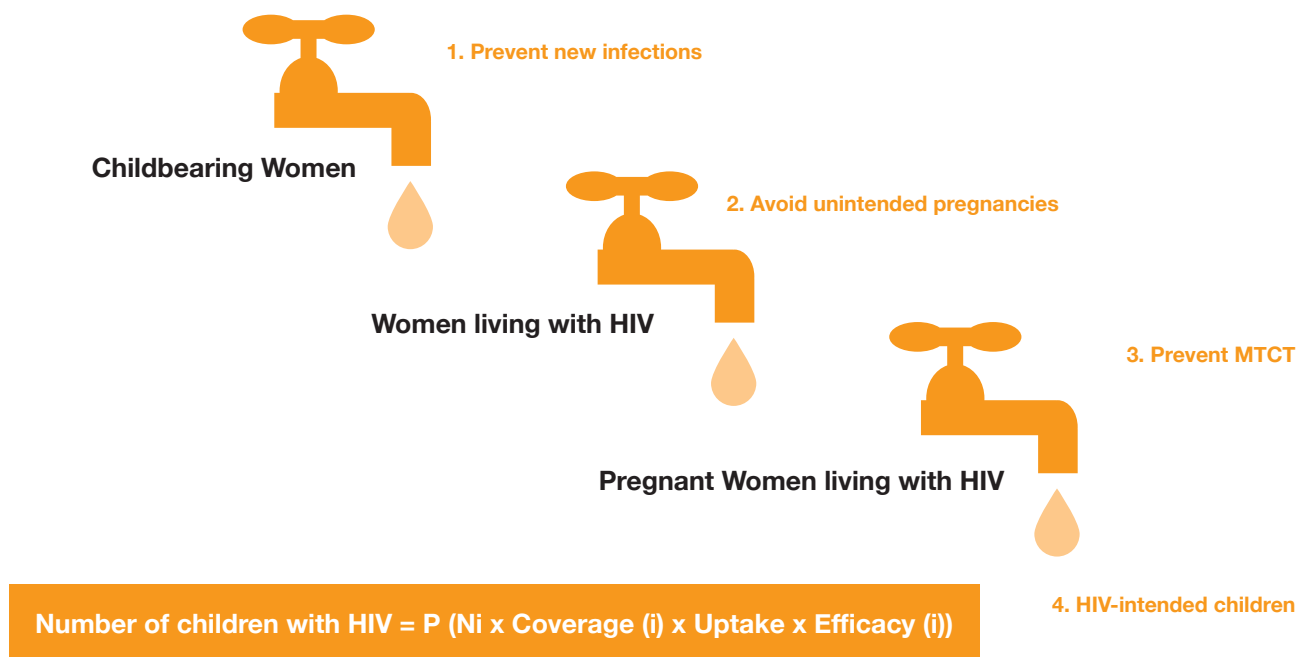 1. Prevent new infections
Childbearing Women
2. Avoid unintended pregnancies
Women living with HIV
3. Prevent MTCT
Pregnant Women living with HIV
4. HIV-intended children
Number of children with HIV = P (Ni x Coverage (i) x Uptake x Efficacy (i))